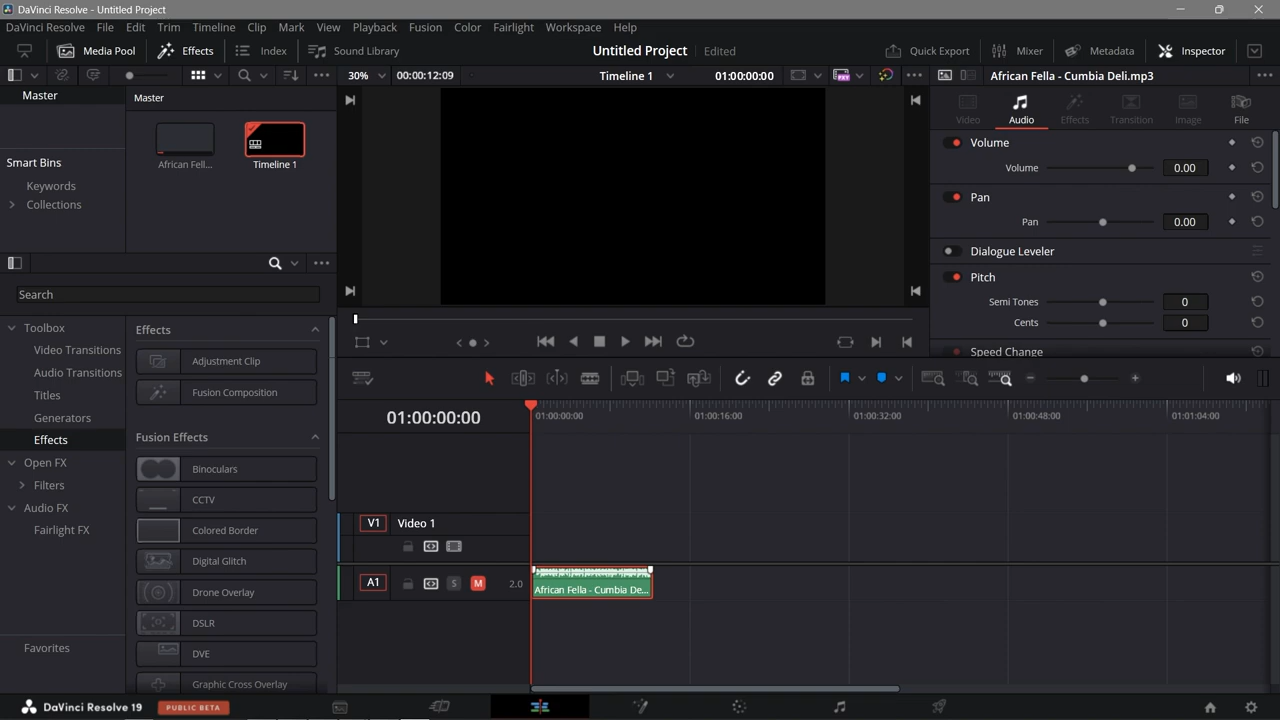 DaVinci Resolve - Untitled Project
DaVinci Resolve File Edit Trim Timeline Clip Mark View Playback Fusion Color Fairlight Workspace Help
Media Pool Effects Index Sound Library Untitled Project Edited Quick Export Mixer Metadata Inspector
30% 00:00:12:09 Timeline 1 01:00:00:00 African Fella - Cumbia Deli.mp3
Master Master
African Fell... Timeline 1
Smart Bins
Keywords
Collections
Video Audio Effects Transition Image File
Volume
Volume 0.00
Pan
Pan 0.00
Dialogue Leveler
Pitch
Semi Tones 0
Cents 0
Speed Change
Search
Toolbox
Video Transitions
Audio Transitions
Titles
Generators
Effects
Open FX
Filters
Audio FX
Fairlight FX
Favorites
Effects
Adjustment Clip
Fusion Composition
Fusion Effects
Binoculars
CCTV
Colored Border
Digital Glitch
Drone Overlay
DSLR
DVE
Graphic Cross Overlay
01:00:00:00 01:00:00:00 01:00:16:00 01:00:32:00 01:00:48:00 01:01:04:00
V1 Video 1
A1 S M 2.0 African Fella - Cumbia De...
DaVinci Resolve 19 PUBLIC BETA